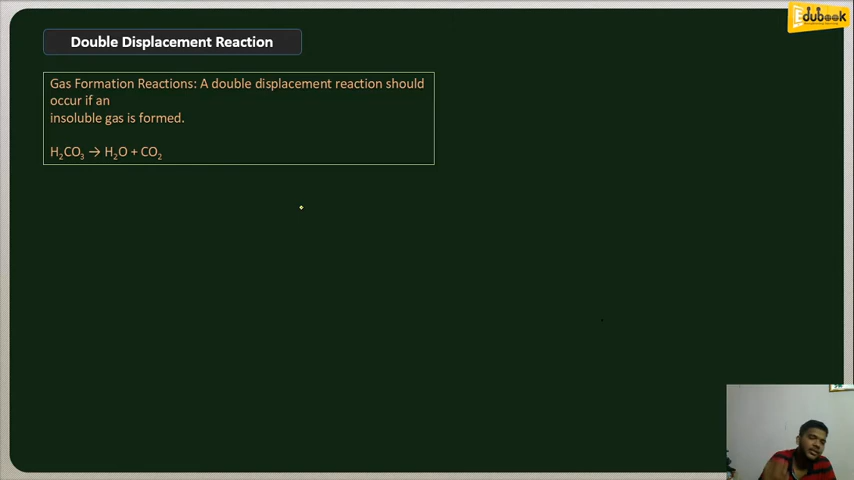 Edubook
Double Displacement Reaction
Gas Formation Reactions: A double displacement reaction should
occur if an
insoluble gas is formed.
H₂CO₃ → H₂O + CO₂